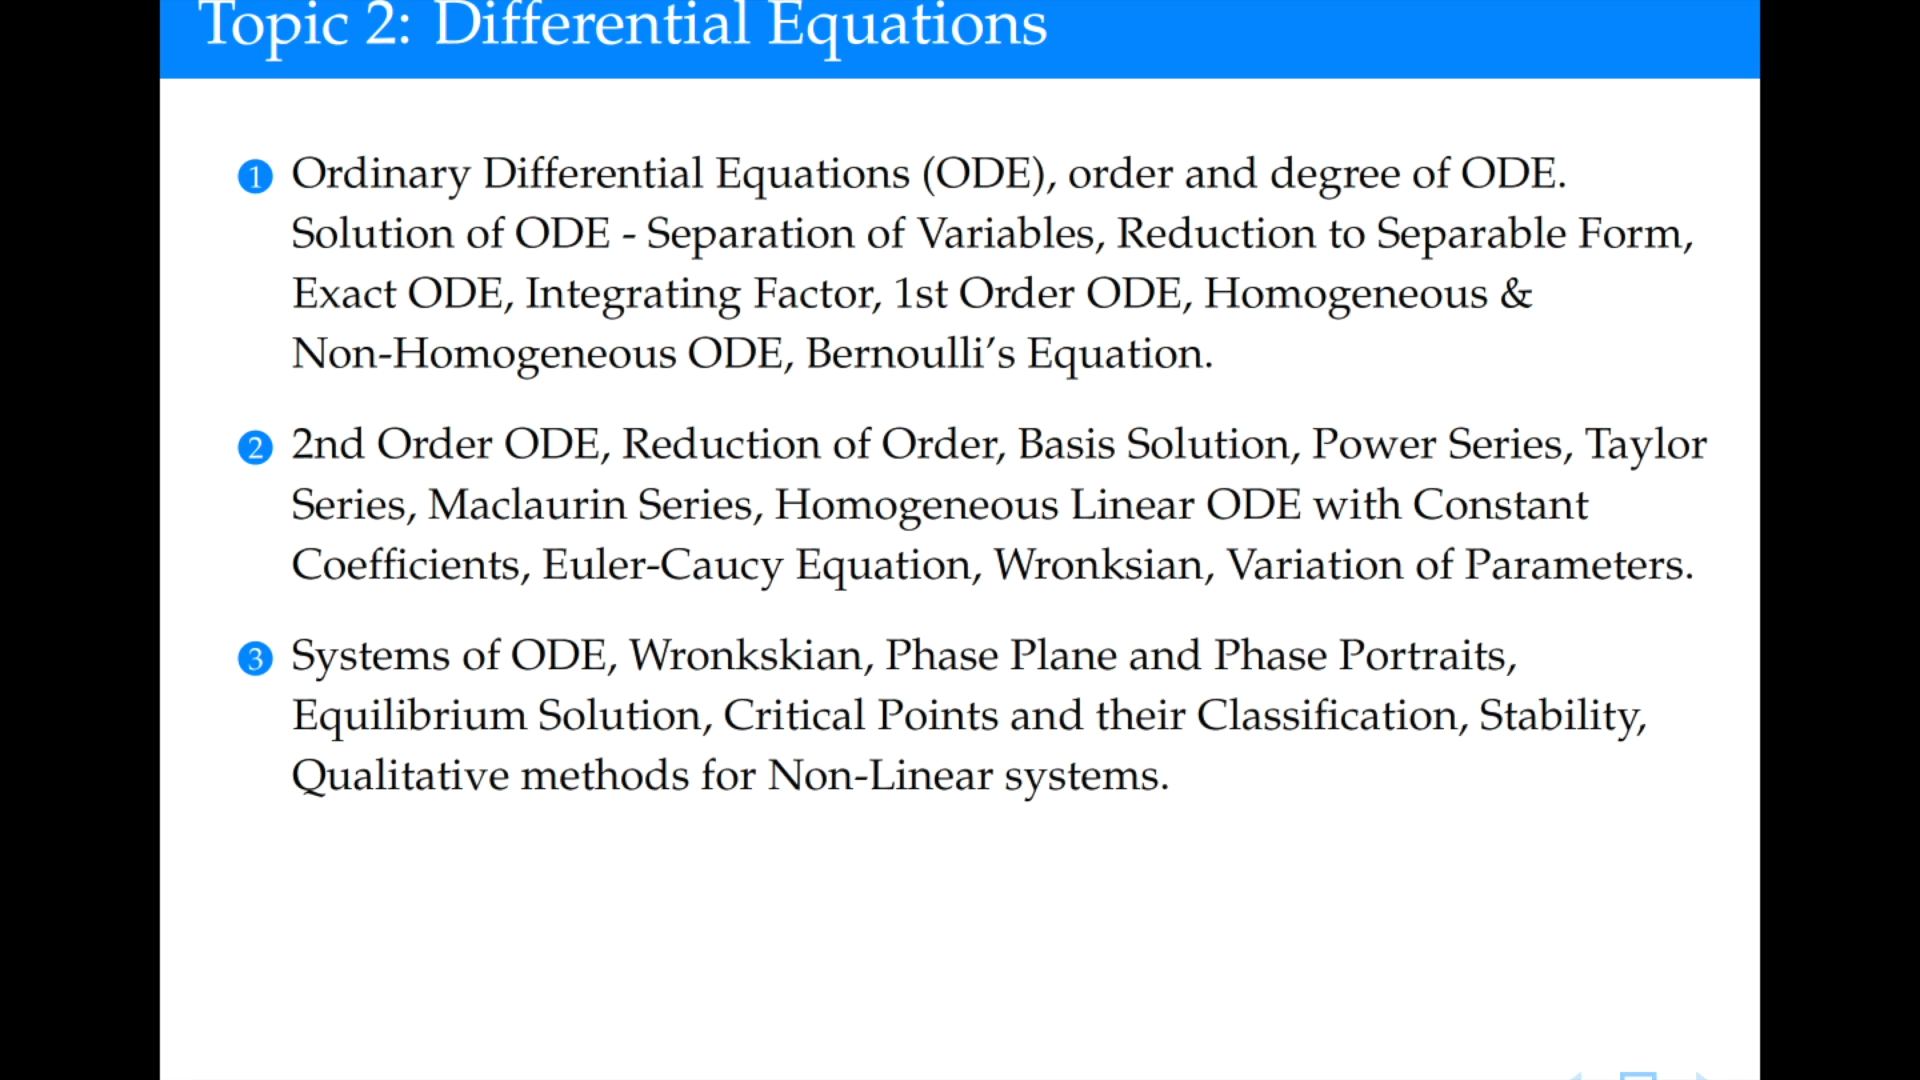 Topic 2: Differential Equations
1 Ordinary Differential Equations (ODE), order and degree of ODE.
Solution of ODE - Separation of Variables, Reduction to Separable Form,
Exact ODE, Integrating Factor, 1st Order ODE, Homogeneous &
Non-Homogeneous ODE, Bernoulli's Equation.
2 2nd Order ODE, Reduction of Order, Basis Solution, Power Series, Taylor
Series, Maclaurin Series, Homogeneous Linear ODE with Constant
Coefficients, Euler-Caucy Equation, Wronksian, Variation of Parameters.
3 Systems of ODE, Wronkskian, Phase Plane and Phase Portraits,
Equilibrium Solution, Critical Points and their Classification, Stability,
Qualitative methods for Non-Linear systems.